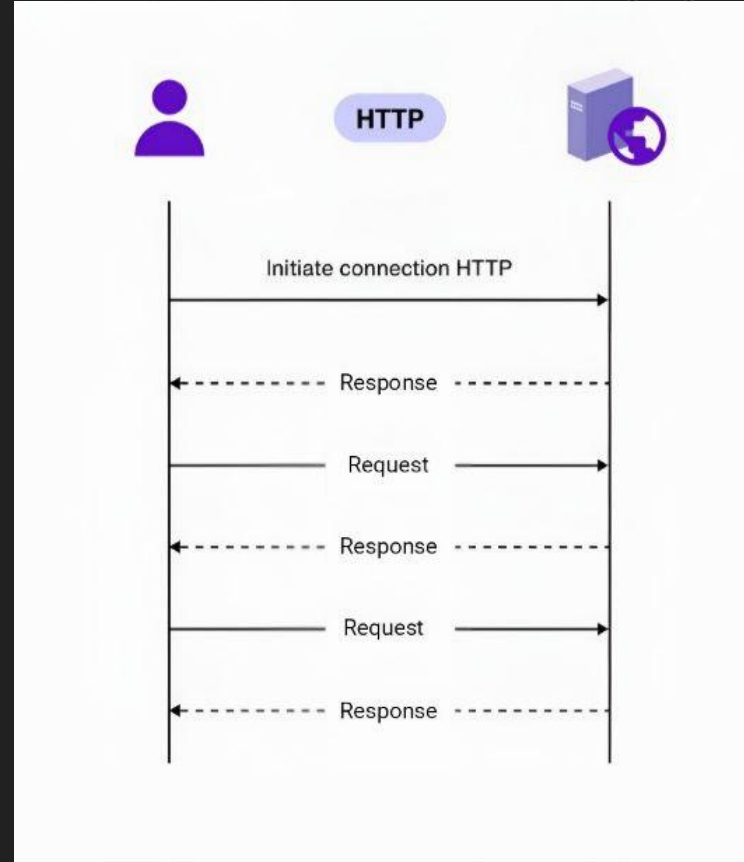 HTTP
Initiate connection HTTP
Response
Request
Response
Request
Response